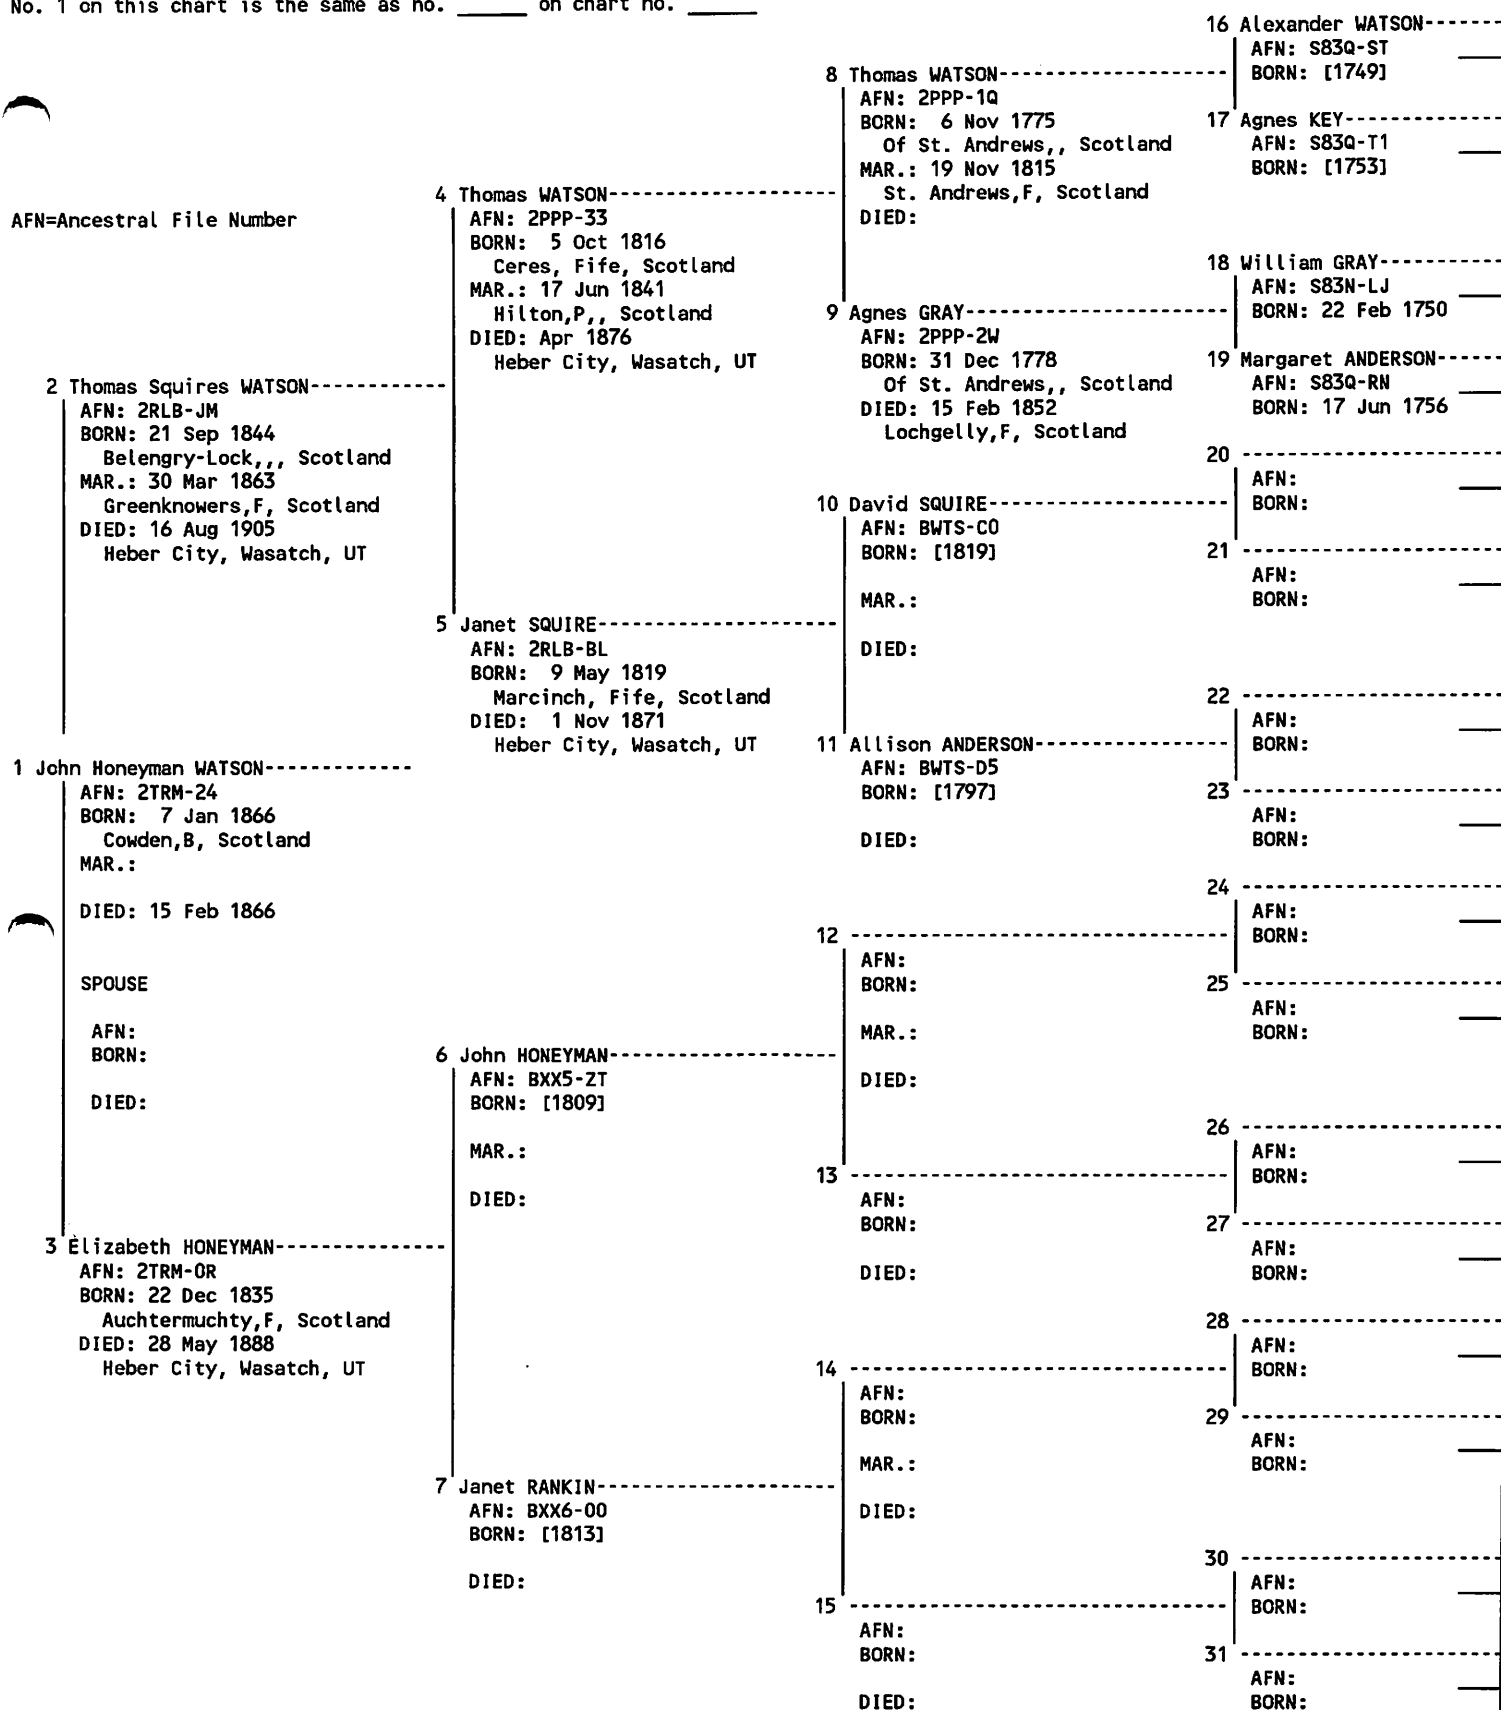 No. 1 on this chart is the same as no. ______ on chart no. ______
AFN=Ancestral File Number
1 John Honeyman WATSON-------------
AFN: 2TRM-24
BORN: 7 Jan 1866
Cowden,B, Scotland
MAR.:
DIED: 15 Feb 1866
SPOUSE
AFN:
BORN:
DIED:
2 Thomas Squires WATSON------------
AFN: 2RLB-JM
BORN: 21 Sep 1844
Belengry-Lock,,, Scotland
MAR.: 30 Mar 1863
Greenknowers,F, Scotland
DIED: 16 Aug 1905
Heber City, Wasatch, UT
3 Elizabeth HONEYMAN---------------
AFN: 2TRM-0R
BORN: 22 Dec 1835
Auchtermuchty,F, Scotland
DIED: 28 May 1888
Heber City, Wasatch, UT
4 Thomas WATSON--------------------
AFN: 2PPP-33
BORN: 5 Oct 1816
Ceres, Fife, Scotland
MAR.: 17 Jun 1841
Hilton,P,, Scotland
DIED: Apr 1876
Heber City, Wasatch, UT
5 Janet SQUIRE---------------------
AFN: 2RLB-BL
BORN: 9 May 1819
Marcinch, Fife, Scotland
DIED: 1 Nov 1871
Heber City, Wasatch, UT
6 John HONEYMAN--------------------
AFN: BXX5-ZT
BORN: [1809]
MAR.:
DIED:
7 Janet RANKIN---------------------
AFN: BXX6-00
BORN: [1813]
DIED:
8 Thomas WATSON--------------------
AFN: 2PPP-1Q
BORN: 6 Nov 1775
Of St. Andrews,, Scotland
MAR.: 19 Nov 1815
St. Andrews,F, Scotland
DIED:
9 Agnes GRAY-----------------------
AFN: 2PPP-2W
BORN: 31 Dec 1778
Of St. Andrews,, Scotland
DIED: 15 Feb 1852
Lochgelly,F, Scotland
10 David SQUIRE---------------------
AFN: BWTS-C0
BORN: [1819]
MAR.:
DIED:
11 Allison ANDERSON-----------------
AFN: BWTS-D5
BORN: [1797]
DIED:
12 ---------------------------------
AFN:
BORN:
MAR.:
DIED:
13 ---------------------------------
AFN:
BORN:
DIED:
14 ---------------------------------
AFN:
BORN:
MAR.:
DIED:
15 ---------------------------------
AFN:
BORN:
DIED:
16 Alexander WATSON-------
AFN: S83Q-ST
BORN: [1749]
17 Agnes KEY--------------
AFN: S83Q-T1
BORN: [1753]
18 William GRAY-----------
AFN: S83N-LJ
BORN: 22 Feb 1750
19 Margaret ANDERSON------
AFN: S83Q-RN
BORN: 17 Jun 1756
20 -----------------------
AFN:
BORN:
21 -----------------------
AFN:
BORN:
22 -----------------------
AFN:
BORN:
23 -----------------------
AFN:
BORN:
24 -----------------------
AFN:
BORN:
25 -----------------------
AFN:
BORN:
26 -----------------------
AFN:
BORN:
27 -----------------------
AFN:
BORN:
28 -----------------------
AFN:
BORN:
29 -----------------------
AFN:
BORN:
30 -----------------------
AFN:
BORN:
31 -----------------------
AFN:
BORN: